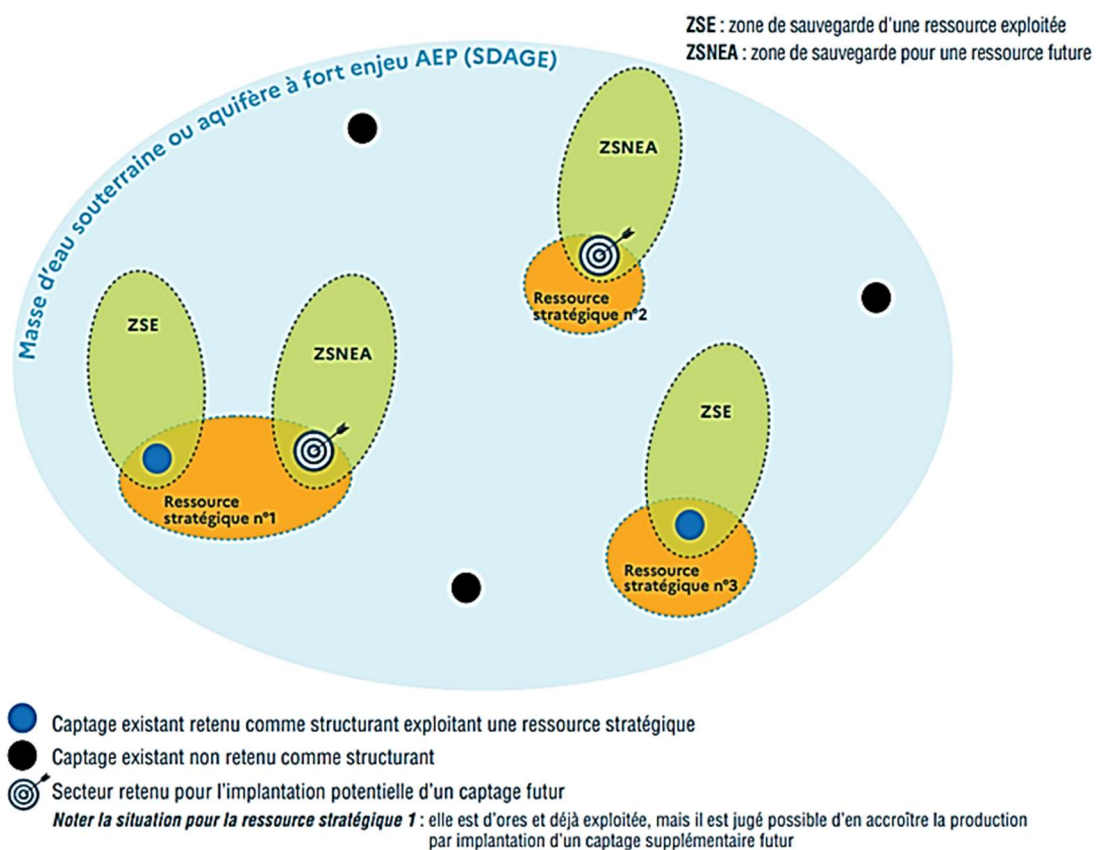 ZSE : zone de sauvegarde d'une ressource exploitée
ZSNEA : zone de sauvegarde pour une ressource future
Masse d'eau souterraine ou aquifère à fort enjeu AEP (SDAGE)
ZSNEA
Ressource
stratégique n°2
ZSE
ZSNEA
Ressource
stratégique n°1
ZSE
Ressource
stratégique n°3
Captage existant retenu comme structurant exploitant une ressource stratégique
Captage existant non retenu comme structurant
Secteur retenu pour l'implantation potentielle d'un captage futur
Noter la situation pour la ressource stratégique 1 : elle est d'ores et déjà exploitée, mais il est jugé possible d'en accroître la production
par implantation d'un captage supplémentaire futur